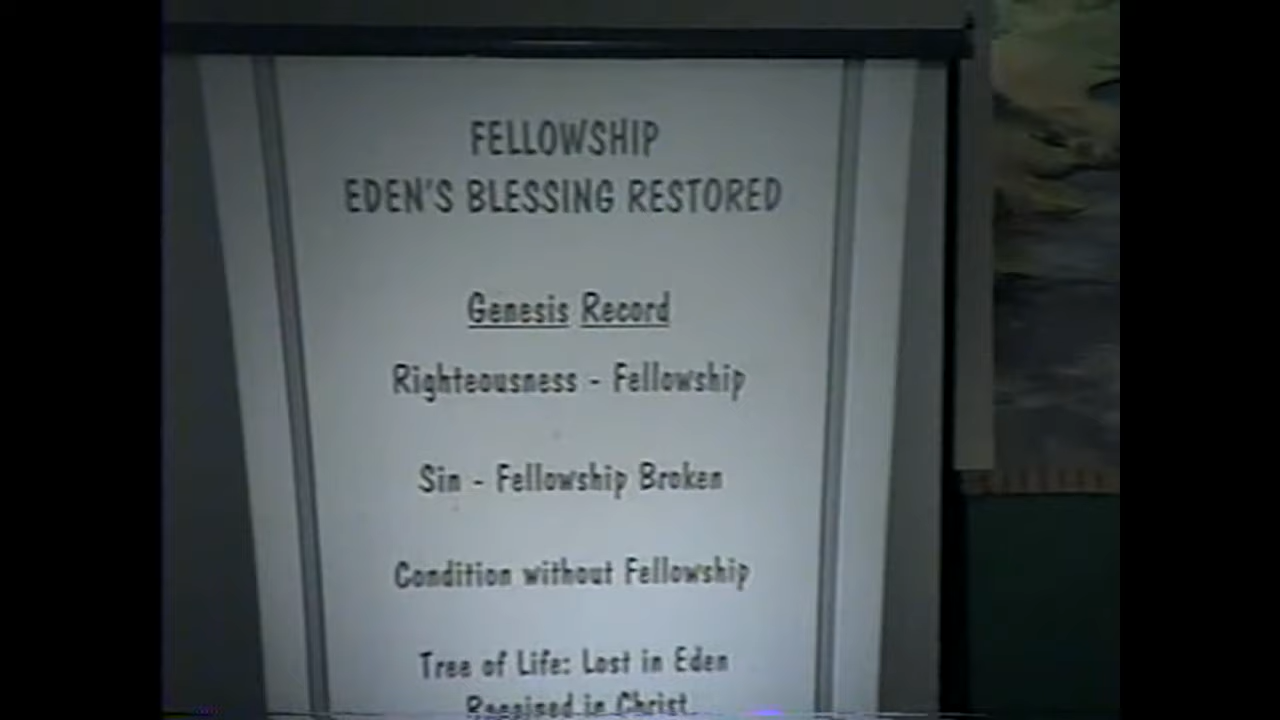 FELLOWSHIP
EDEN'S BLESSING RESTORED
Genesis Record
Righteousness - Fellowship
Sin - Fellowship Broken
Condition without Fellowship
Tree of Life: Lost in Eden
Regained in Christ